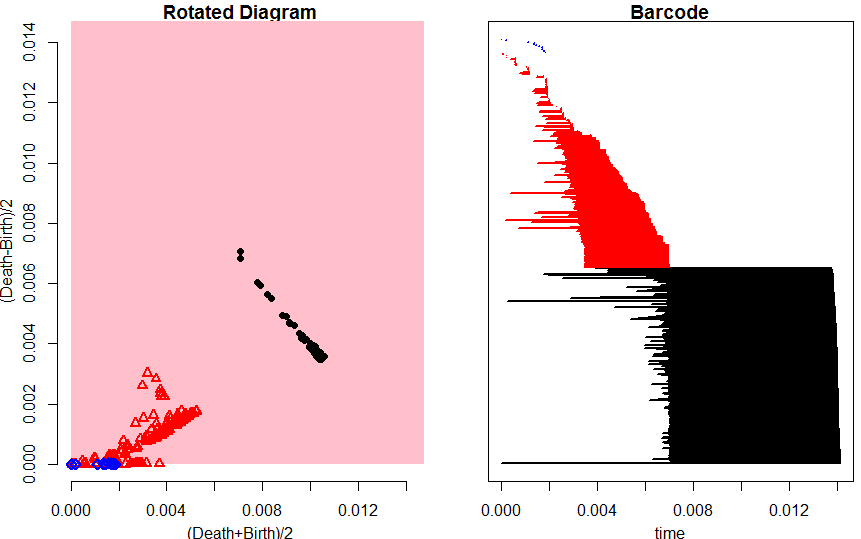 Rotated Diagram
(Death-Birth)/2
0.000 0.002 0.004 0.006 0.008 0.010 0.012 0.014
0.000 0.004 0.008 0.012
(Death+Birth)/2
Barcode
0.000 0.004 0.008 0.012
time